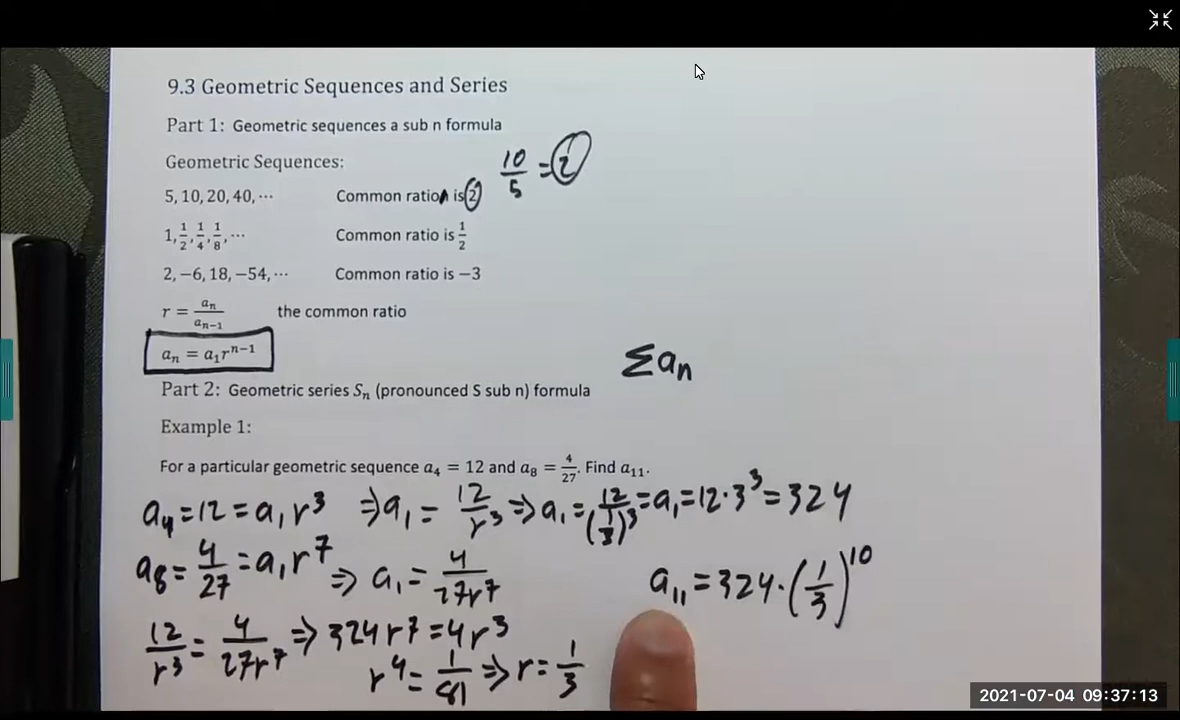 9.3 Geometric Sequences and Series
Part 1: Geometric sequences a sub n formula
Geometric Sequences:
10/5 = 2
5, 10, 20, 40, ⋯ Common ratio is 2
1, 1/2, 1/4, 1/8, ⋯ Common ratio is 1/2
2, −6, 18, −54, ⋯ Common ratio is −3
r = aₙ/aₙ₋₁ the common ratio
aₙ = a₁rⁿ⁻¹
Σaₙ
Part 2: Geometric series Sₙ (pronounced S sub n) formula
Example 1:
For a particular geometric sequence a₄ = 12 and a₈ = 4/27. Find a₁₁.
a₄ = 12 = a₁r³ ⇒ a₁ = 12/r³ ⇒ a₁ = 12/(1/3)³ = a₁ = 12·3³ = 324
a₈ = 4/27 = a₁r⁷ ⇒ a₁ = 4/27r⁷
a₁₁ = 324·(1/3)¹⁰
12/r³ = 4/27r⁷ ⇒ 324r⁷ = 4r³
r⁴ = 1/81 ⇒ r = 1/3
2021-07-04 09:37:13